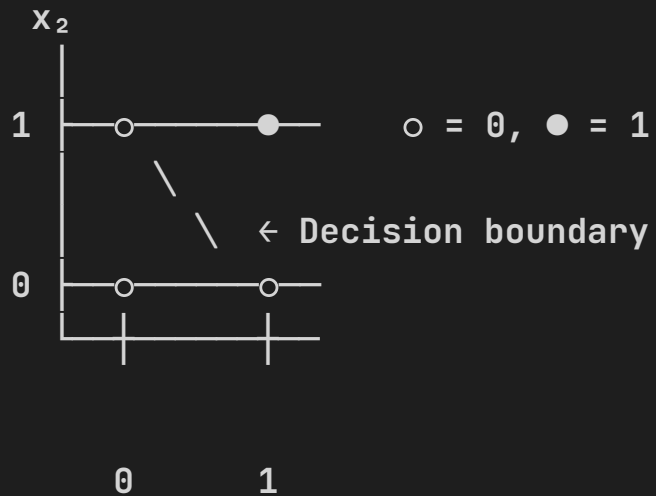 x₂
1 ○ ● ○ = 0, ● = 1
\
\ ← Decision boundary
0 ○ ○
0 1